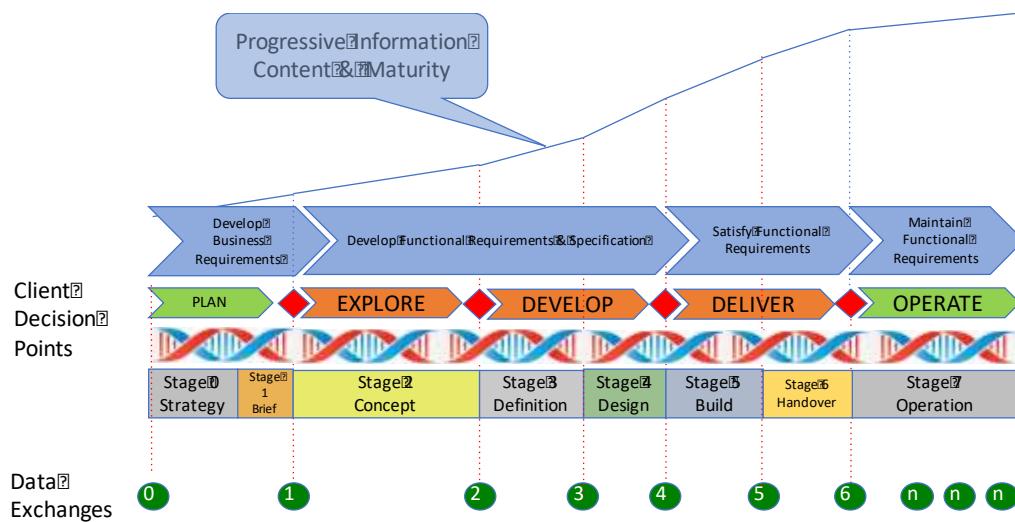 Progressive Information
Content & Maturity
Develop
Business
Requirements
Develop Functional Requirements & Specification
Satisfy Functional
Requirements
Maintain
Functional
Requirements
Client
Decision
Points
PLAN
EXPLORE
DEVELOP
DELIVER
OPERATE
Stage 0
Strategy
Stage
1
Brief
Stage 2
Concept
Stage 3
Definition
Stage 4
Design
Stage 5
Build
Stage 6
Handover
Stage 7
Operation
Data
Exchanges
0
1
2
3
4
5
6
n
n
n